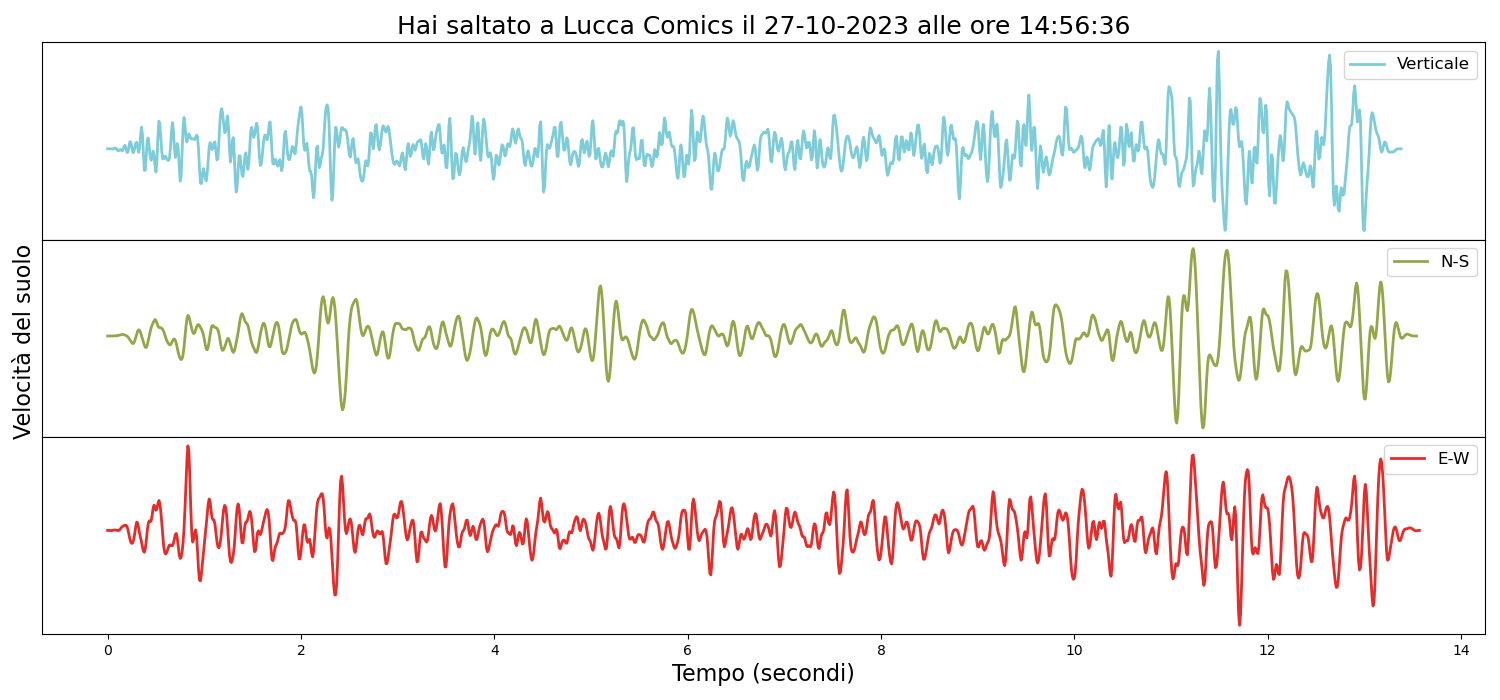 Hai saltato a Lucca Comics il 27-10-2023 alle ore 14:56:36
Verticale
N-S
E-W
Velocità del suolo
0 2 4 6 8 10 12 14
Tempo (secondi)